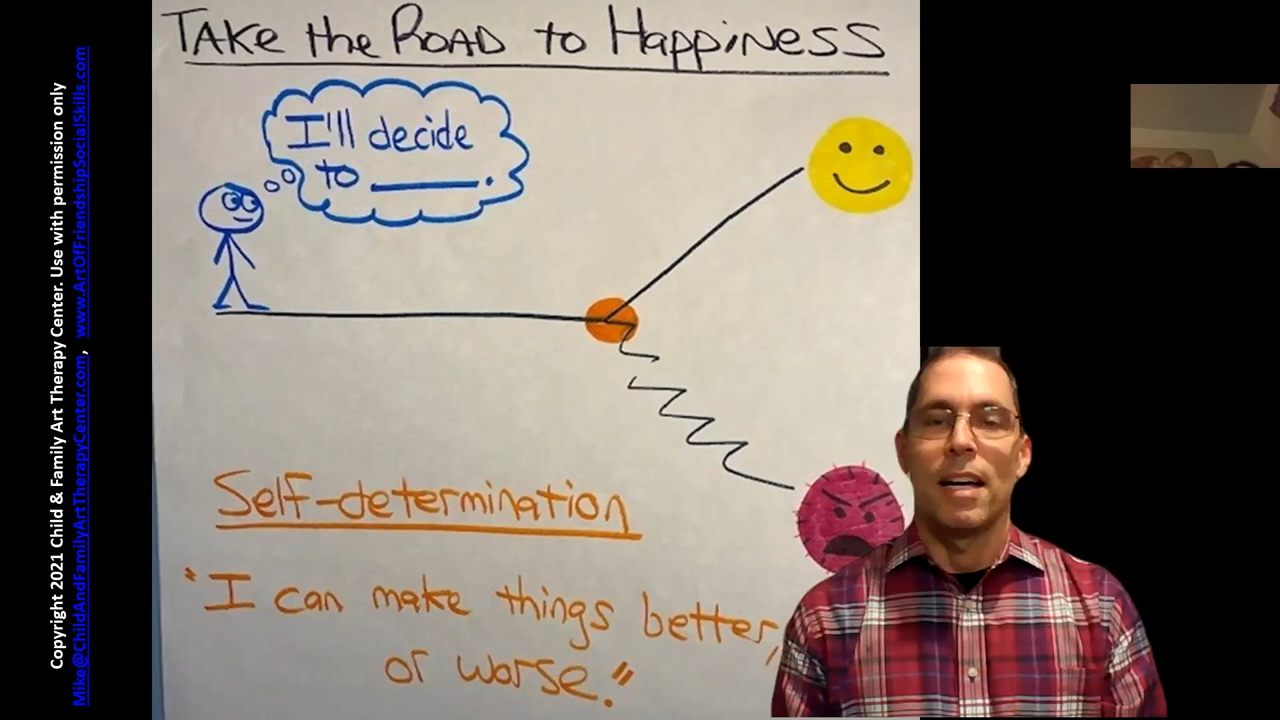 TAKE the ROAD to HAppiNESS
I'll decide
to ______.
Self-determination
"I can make things better,
or worse."
Copyright 2021 Child & Family Art Therapy Center. Use with permission only
Mike@ChildAndFamilyArtTherapyCenter.com, www.ArtOfFriendshipSocialSkills.com